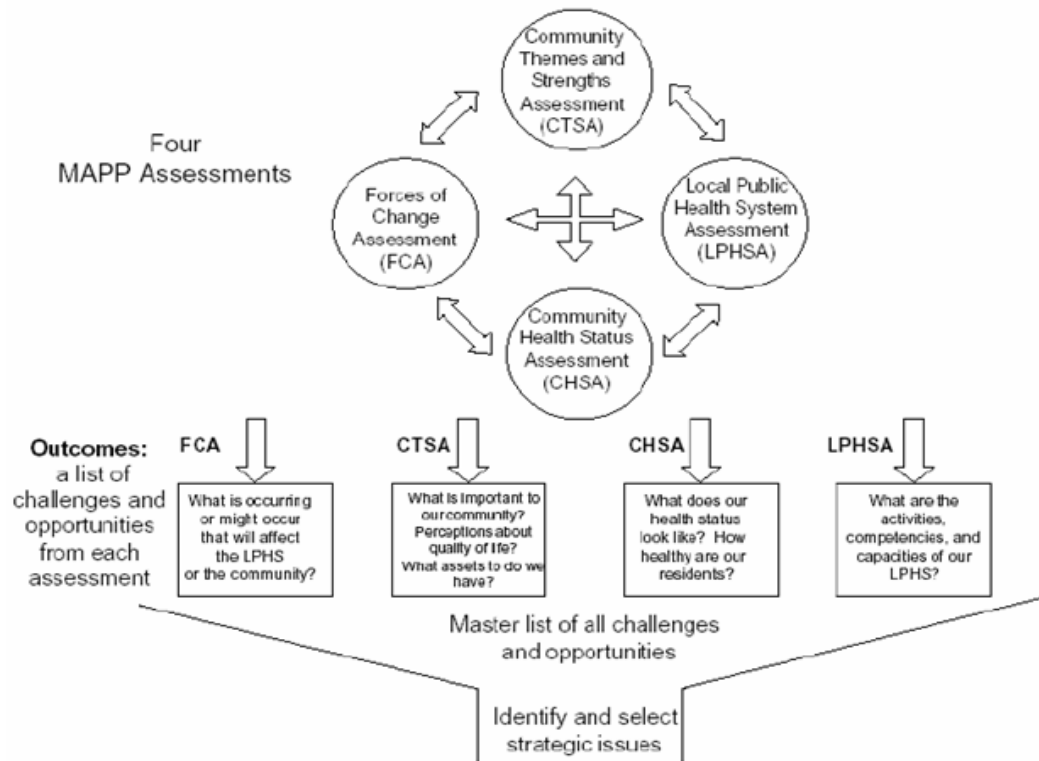 Community
Themes and
Strengths
Assessment
(CTSA)
Four
MAPP Assessments
Forces of
Change
Assessment
(FCA)
Local Public
Health System
Assessment
(LPHSA)
Community
Health Status
Assessment
(CHSA)
Outcomes:
a list of
challenges and
opportunities
from each
assessment
FCA
What is occurring
or might occur
that will affect
the LPHS
or the community?
CTSA
What is important to
our community?
Perceptions about
quality of life?
What assets to do we
have?
CHSA
What does our
health status
look like? How
healthy are our
residents?
LPHSA
What are the
activities,
competencies, and
capacities of our
LPHS?
Master list of all challenges
and opportunities
Identify and select
strategic issues